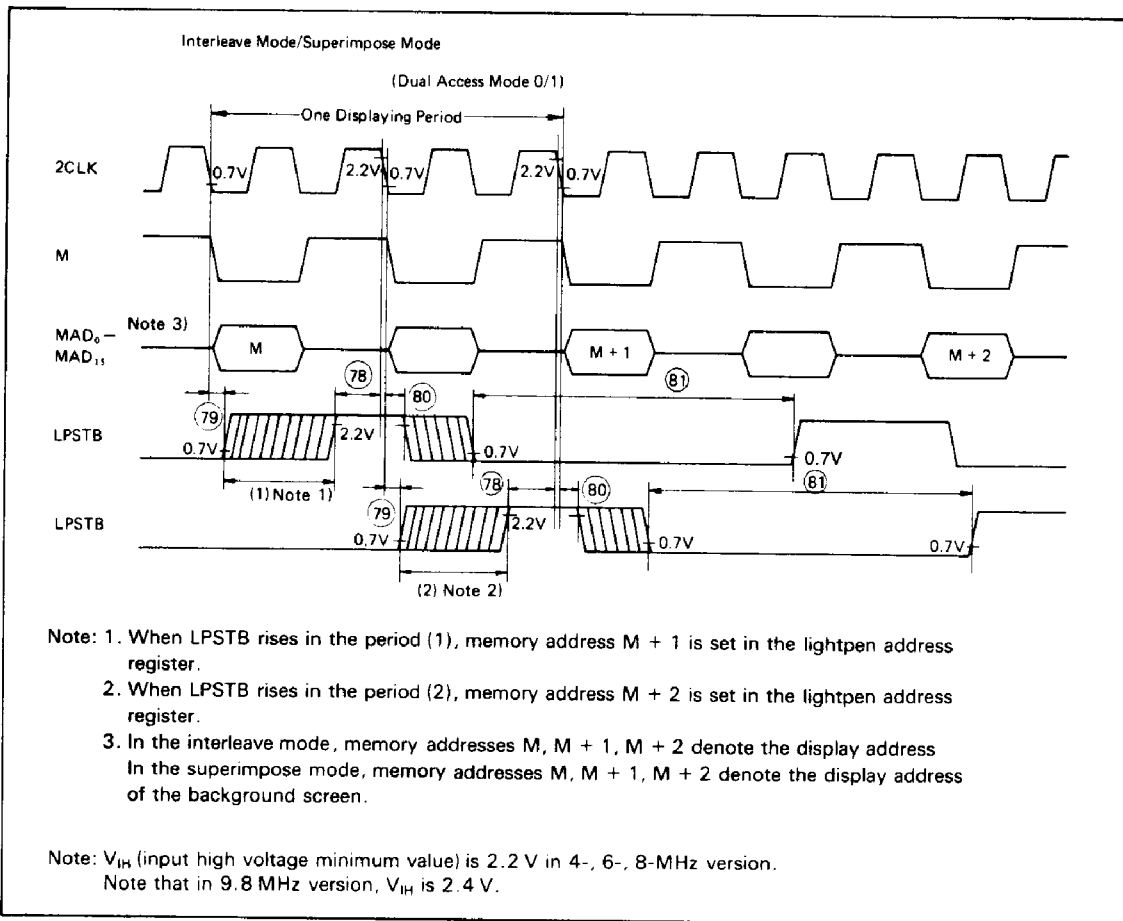 Interleave Mode/Superimpose Mode
(Dual Access Mode 0/1)
One Displaying Period
2CLK
0.7V 2.2V 0.7V 2.2V 0.7V
M
MAD₀— Note 3)
MAD₁₅
M M + 1 M + 2
78 80 81
79
LPSTB
0.7V 2.2V 0.7V 0.7V
(1) Note 1)
78 80 81
79
LPSTB
0.7V 2.2V 0.7V 0.7V
(2) Note 2)
Note: 1. When LPSTB rises in the period (1), memory address M + 1 is set in the lightpen address
register.
2. When LPSTB rises in the period (2), memory address M + 2 is set in the lightpen address
register.
3. In the interleave mode, memory addresses M, M + 1, M + 2 denote the display address
In the superimpose mode, memory addresses M, M + 1, M + 2 denote the display address
of the background screen.
Note: V_IH (input high voltage minimum value) is 2.2 V in 4-, 6-, 8-MHz version.
Note that in 9.8 MHz version, V_IH is 2.4 V.